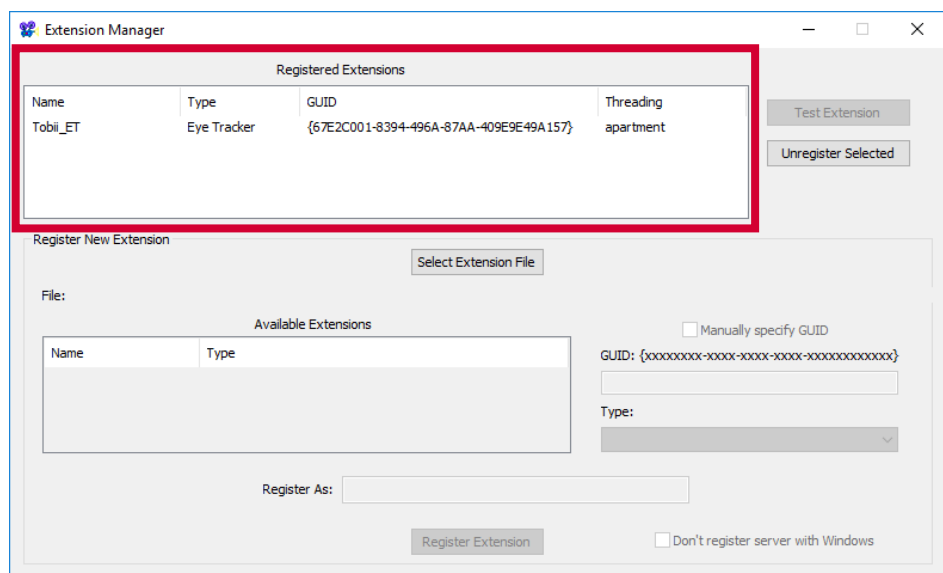 Extension Manager
Registered Extensions
Name Type GUID Threading
Tobii_ET Eye Tracker {67E2C001-8394-496A-87AA-409E9E49A157} apartment
Test Extension
Unregister Selected
Register New Extension
Select Extension File
File:
Available Extensions
Name Type
Manually specify GUID
GUID: {xxxxxxxx-xxxx-xxxx-xxxx-xxxxxxxxxxxx}
Type:
Register As:
Register Extension
Don't register server with Windows